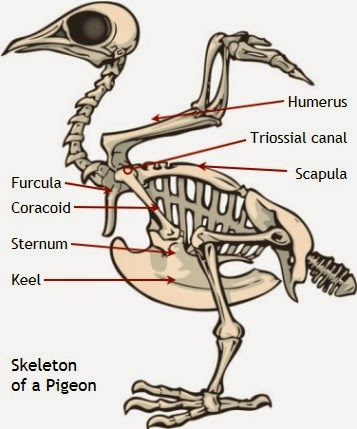 Humerus
Triossial canal
Scapula
Furcula
Coracoid
Sternum
Keel
Skeleton
of a Pigeon